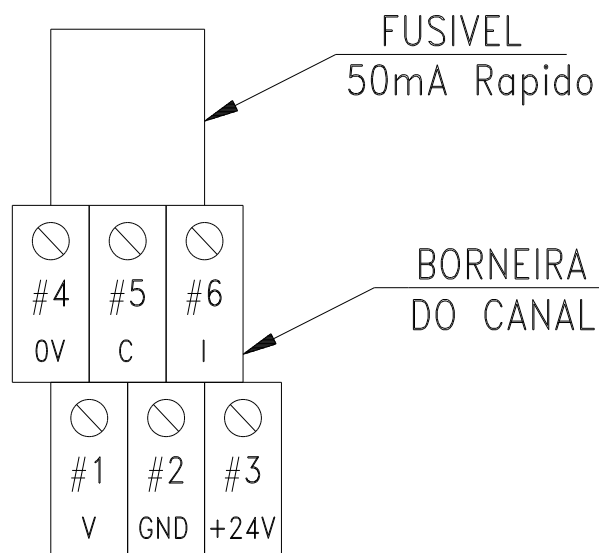 FUSIVEL
50mA Rapido
BORNEIRA
DO CANAL
#4 #5 #6
0V C I
#1 #2 #3
V GND +24V